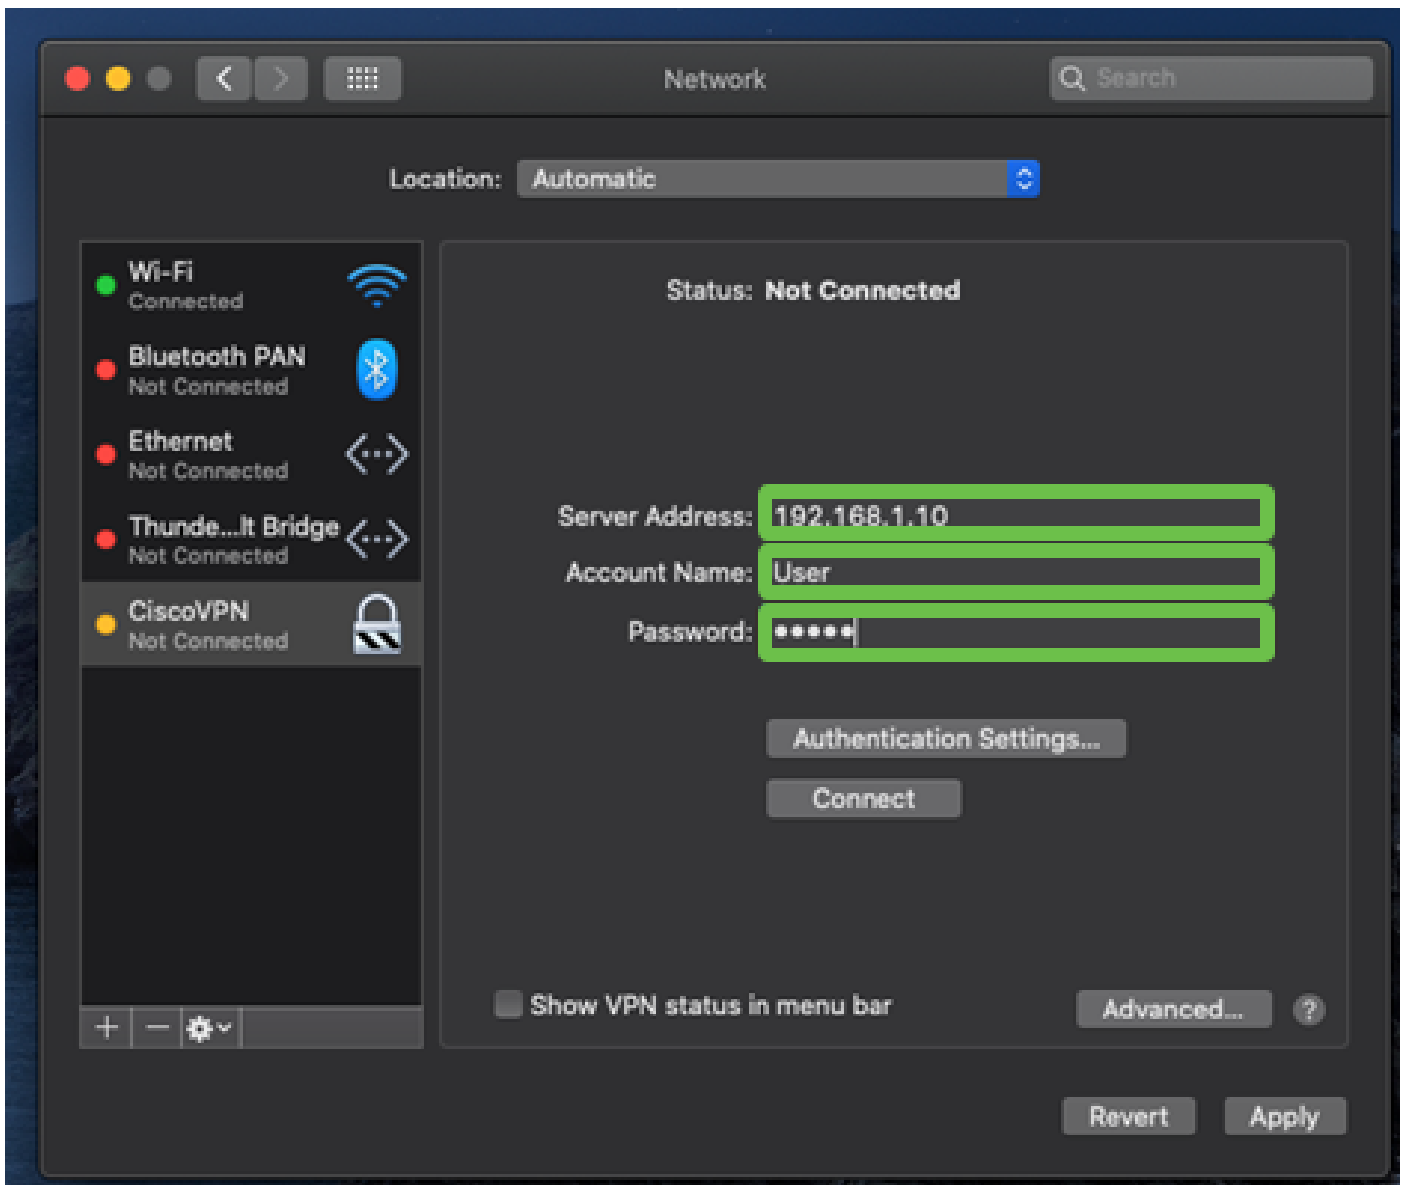 Network
Search
Location: Automatic
Wi-Fi
Connected
Bluetooth PAN
Not Connected
Ethernet
Not Connected
Thunde...lt Bridge
Not Connected
CiscoVPN
Not Connected
Status: Not Connected
Server Address: 192.168.1.10
Account Name: User
Password: •••••
Authentication Settings...
Connect
Show VPN status in menu bar
Advanced... ?
Revert Apply